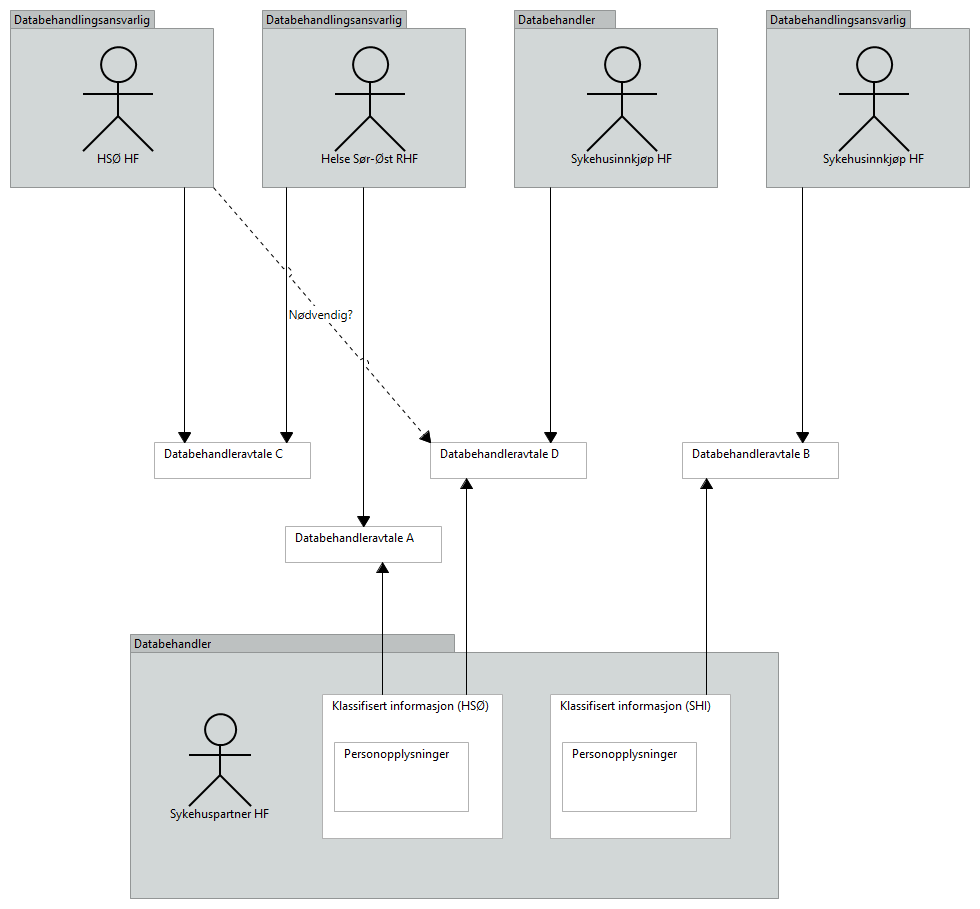 Databehandlingsansvarlig
Databehandlingsansvarlig
Databehandler
Databehandlingsansvarlig
HSØ HF
Helse Sør-Øst RHF
Sykehusinnkjøp HF
Sykehusinnkjøp HF
Nødvendig?
Databehandleravtale C
Databehandleravtale D
Databehandleravtale B
Databehandleravtale A
Databehandler
Klassifisert informasjon (HSØ)
Klassifisert informasjon (SHI)
Personopplysninger
Personopplysninger
Sykehuspartner HF